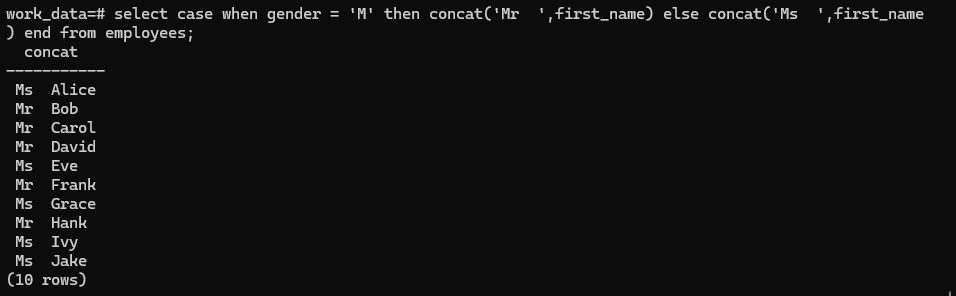 work_data=# select case when gender = 'M' then concat('Mr  ',first_name) else concat('Ms  ',first_name
) end from employees;
  concat
-----------
 Ms  Alice
 Mr  Bob
 Mr  Carol
 Mr  David
 Ms  Eve
 Mr  Frank
 Ms  Grace
 Mr  Hank
 Ms  Ivy
 Ms  Jake
(10 rows)